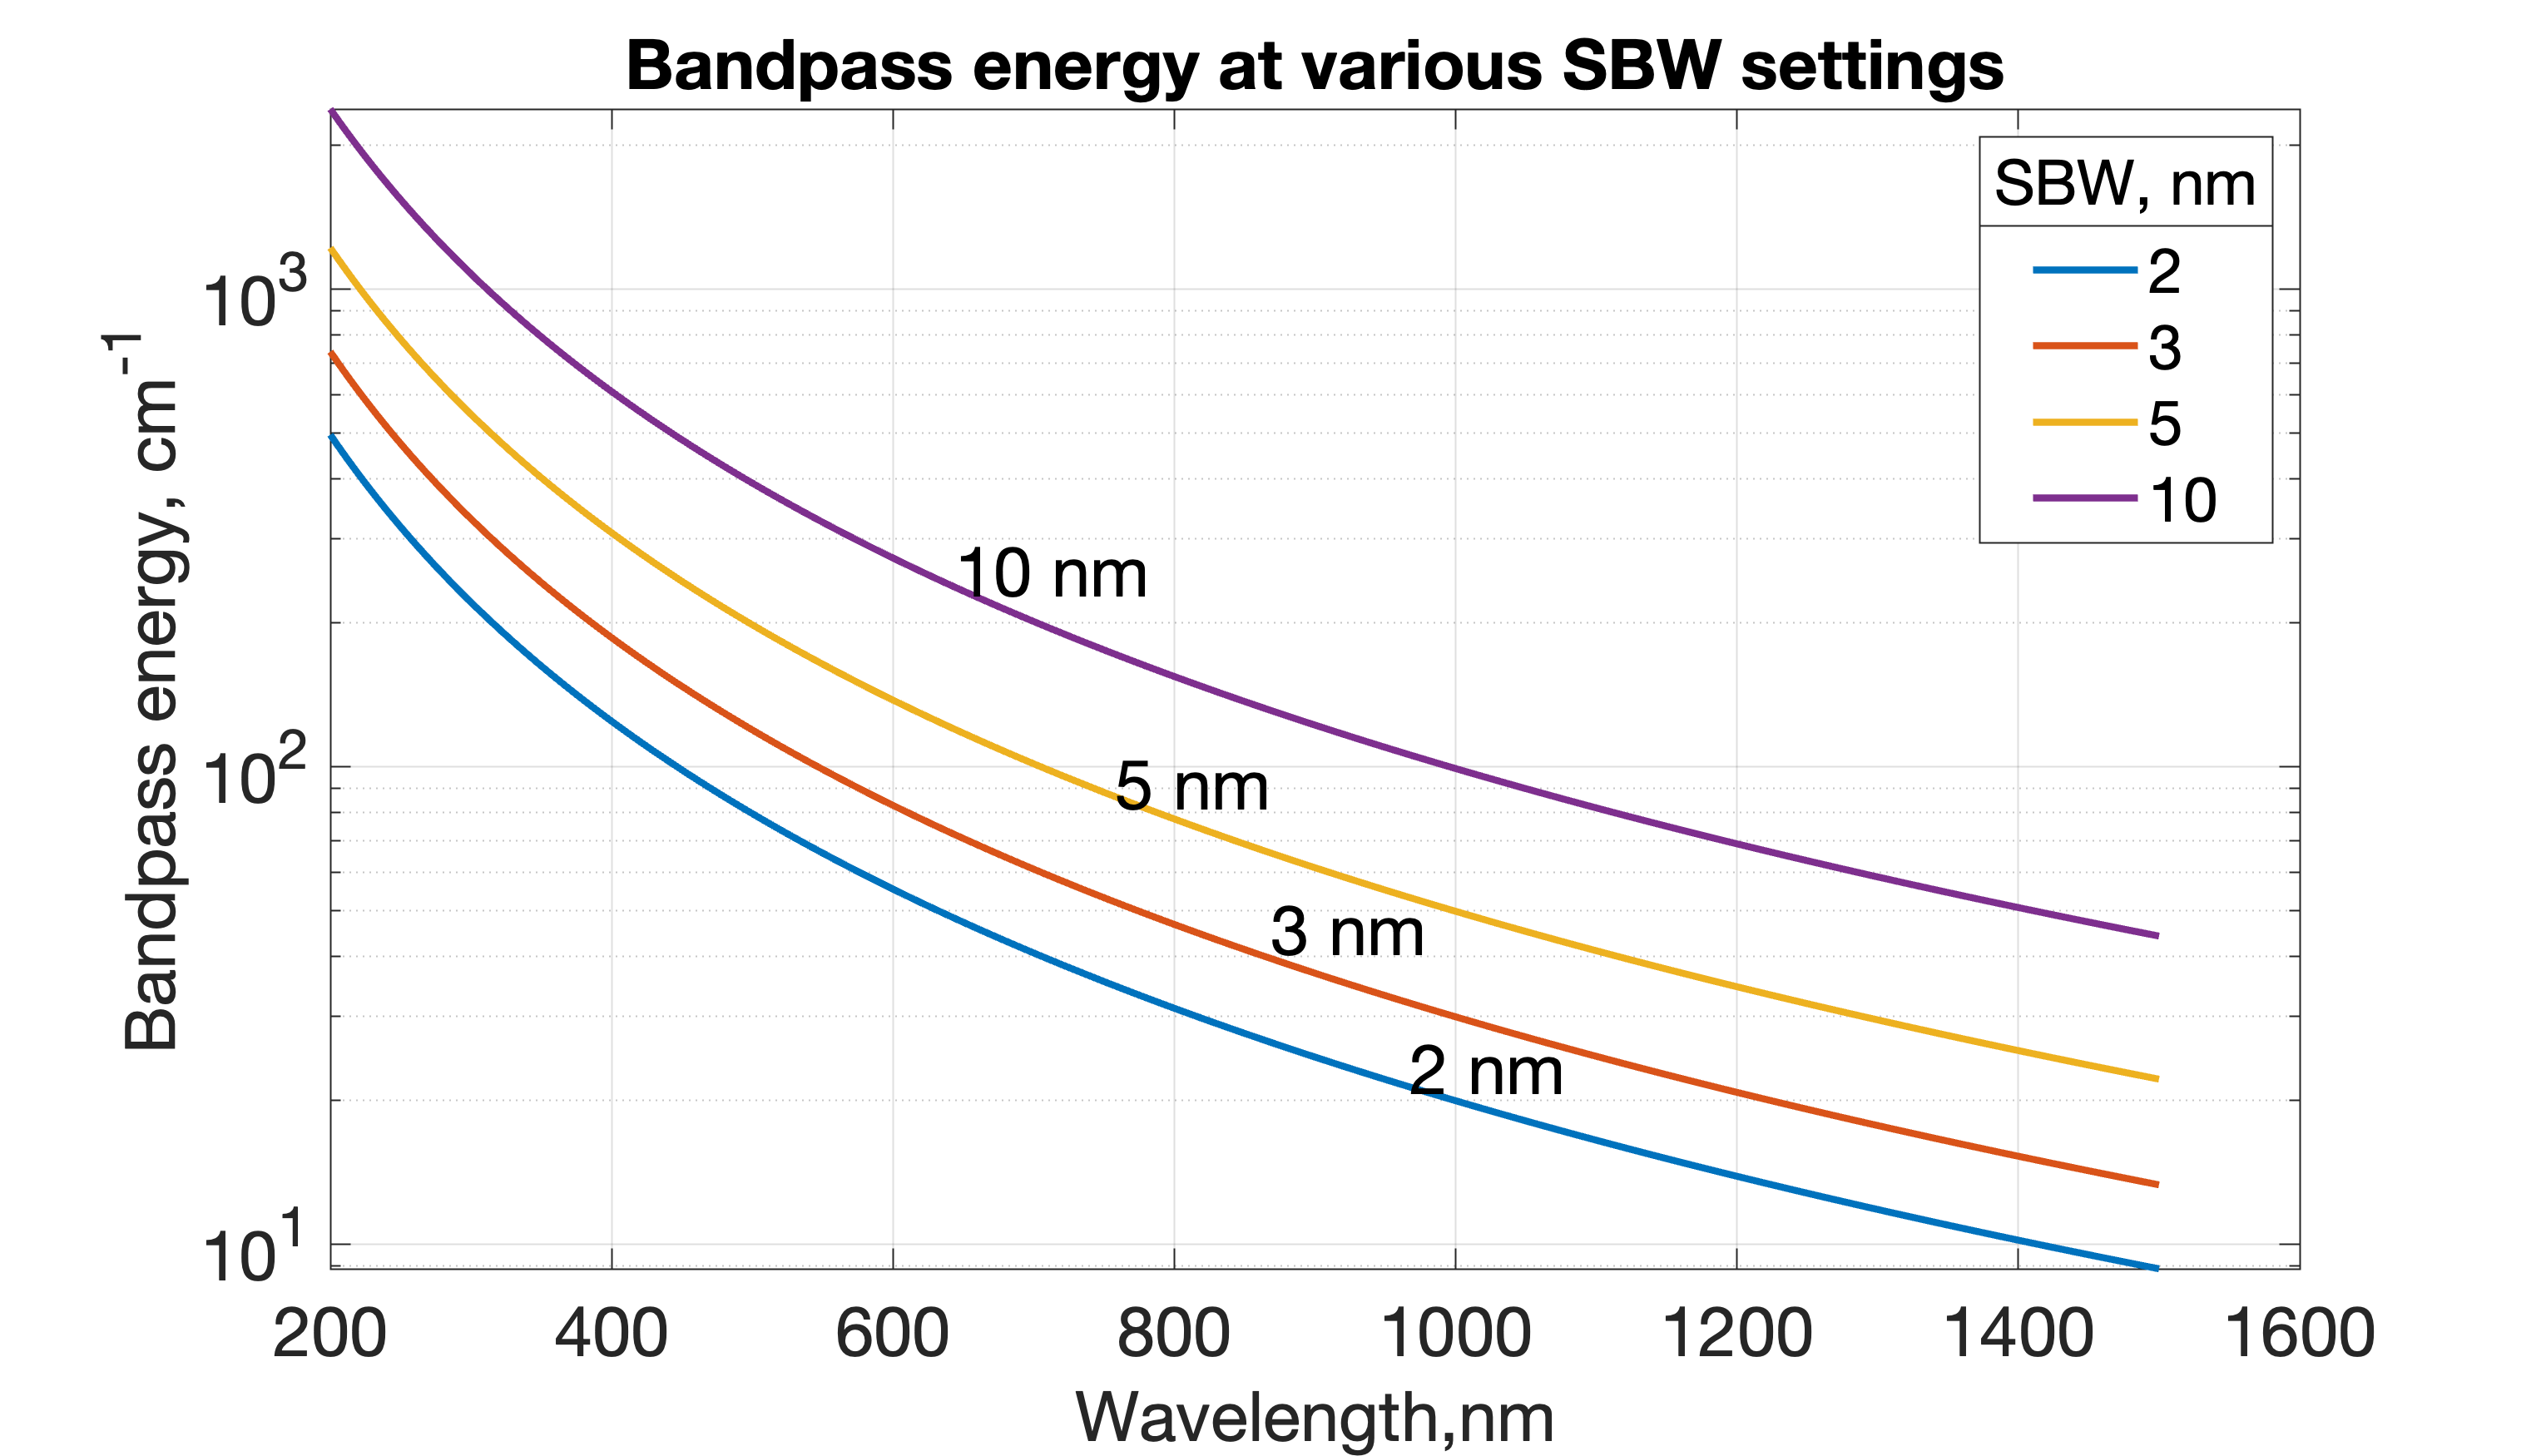 Bandpass energy at various SBW settings
Bandpass energy, cm⁻¹
10³
10²
10¹
SBW, nm
2
3
5
10
10 nm
5 nm
3 nm
2 nm
200 400 600 800 1000 1200 1400 1600
Wavelength,nm